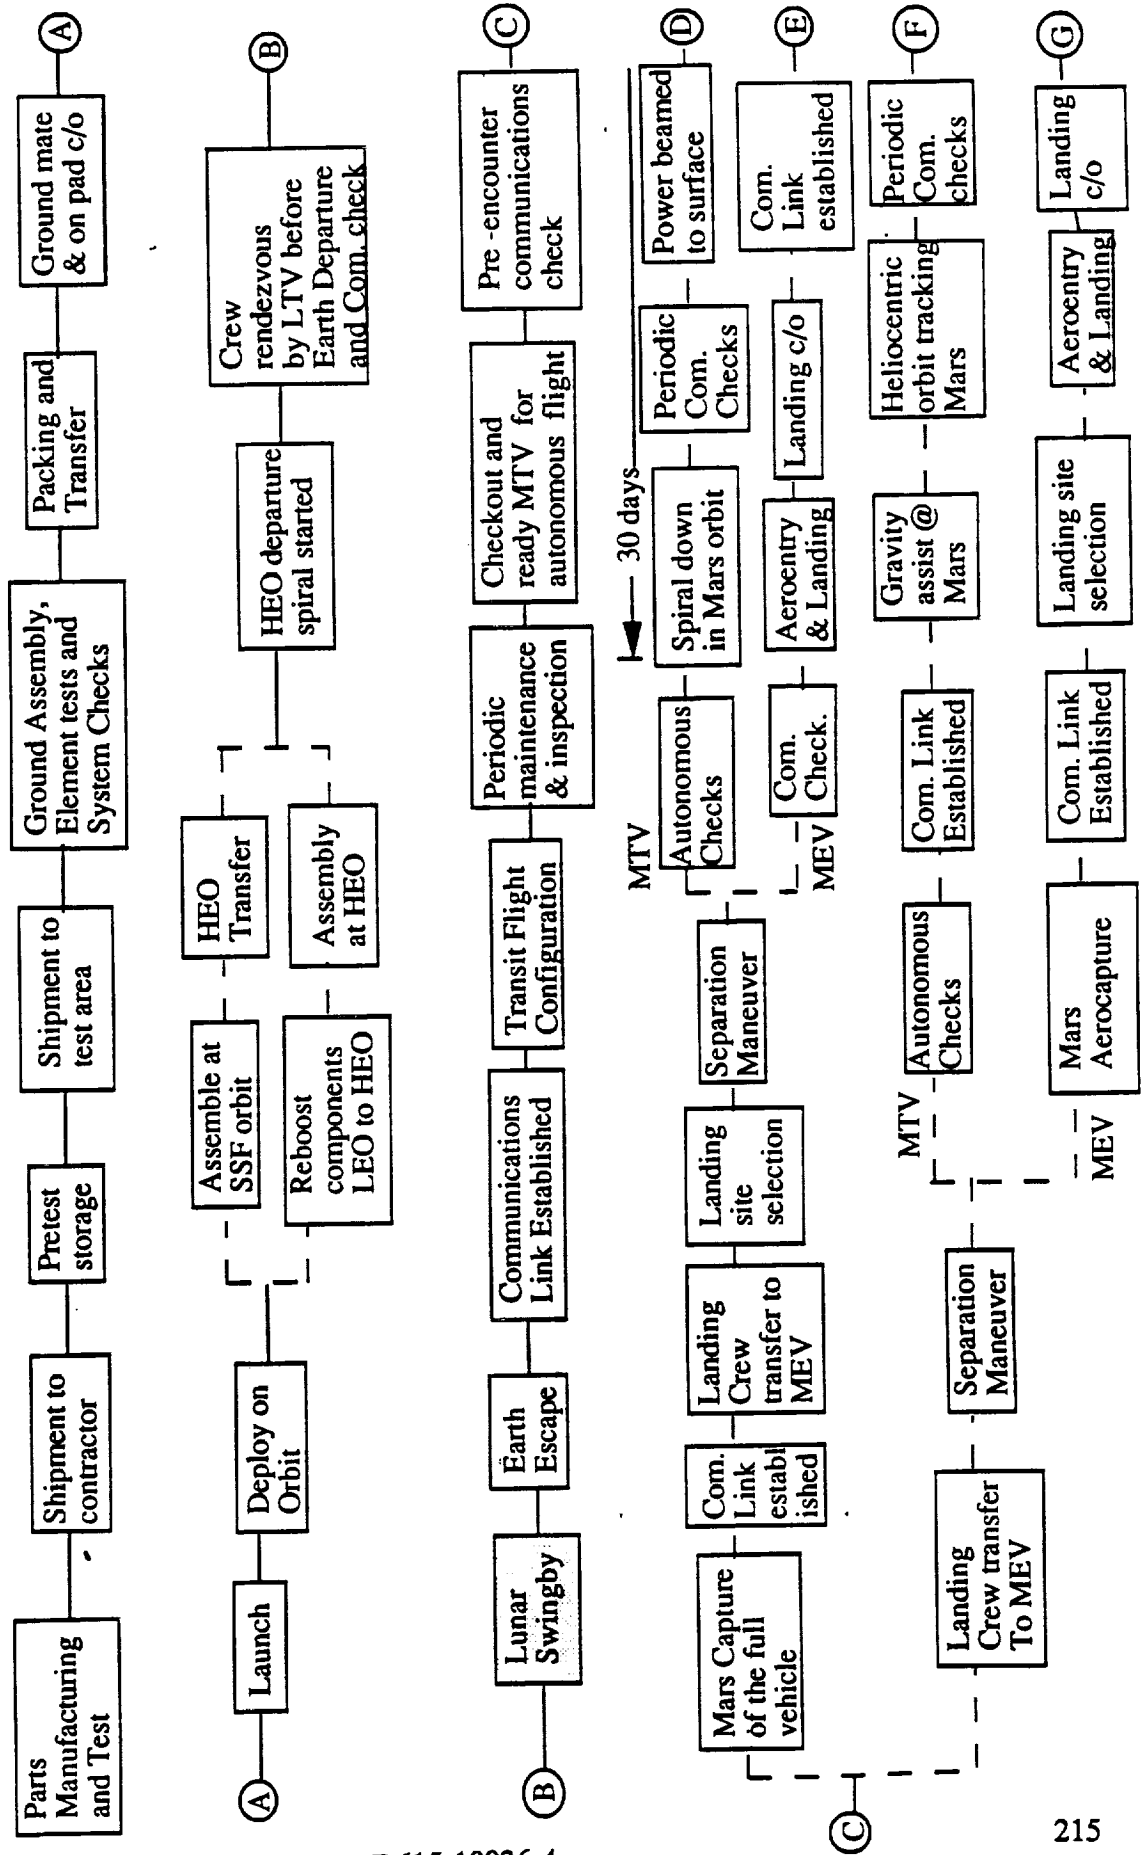 Parts
Manufacturing
and Test
Shipment to
contractor
Pretest
storage
Shipment to
test area
Ground Assembly,
Element tests and
System Checks
Packing and
Transfer
Ground mate
& on pad c/o
A
A
Launch
Deploy on
Orbit
Assemble at
SSF orbit
HEO
Transfer
Reboost
components
LEO to HEO
Assembly
at HEO
HEO departure
spiral started
Crew
rendezvous
by LTV before
Earth Departure
and Com. check
B
B
Lunar
Swingby
Earth
Escape
Communications
Link Established
Transit Flight
Configuration
Periodic
maintenance
& inspection
Checkout and
ready MTV for
autonomous flight
Pre -encounter
communications
check
C
C
Mars Capture
of the full
vehicle
Com.
Link
establ
ished
Landing
Crew
transfer to
MEV
Landing
site
selection
Separation
Maneuver
MTV
Autonomous
Checks
30 days
Spiral down
in Mars orbit
Periodic
Com.
Checks
Power beamed
to surface
D
MEV
Com.
Check.
Aeroentry
& Landing
Landing c/o
Com.
Link
established
E
Landing
Crew transfer
To MEV
Separation
Maneuver
MTV
Autonomous
Checks
Com. Link
Established
Gravity
assist @
Mars
Heliocentric
orbit tracking
Mars
Periodic
Com.
checks
F
MEV
Mars
Aerocapture
Com. Link
Established
Landing site
selection
Aeroentry
& Landing
Landing
c/o
G
215